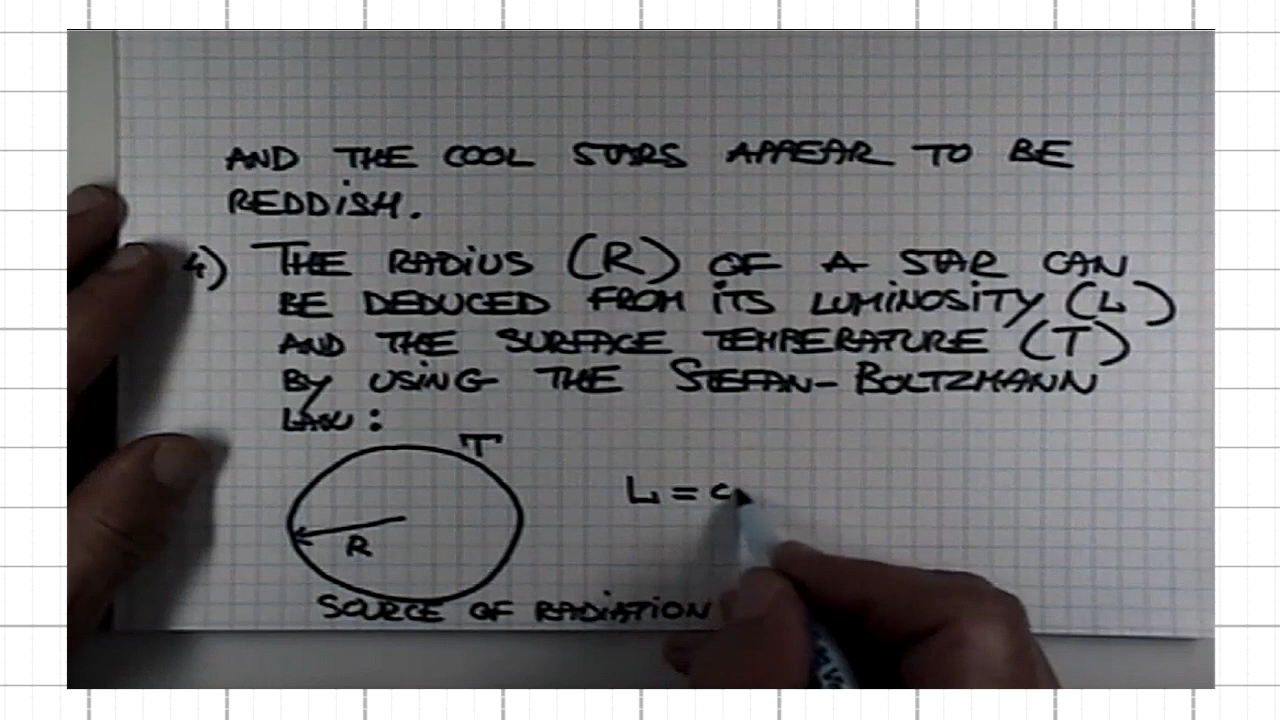 AND THE COOL STARS APPEAR TO BE
REDDISH.
4) THE RADIUS (R) OF A STAR CAN
BE DEDUCED FROM ITS LUMINOSITY (L)
AND THE SURFACE TEMPERATURE (T)
BY USING THE STEFAN-BOLTZMANN
LAW:
T
L =
R
SOURCE OF RADIATION